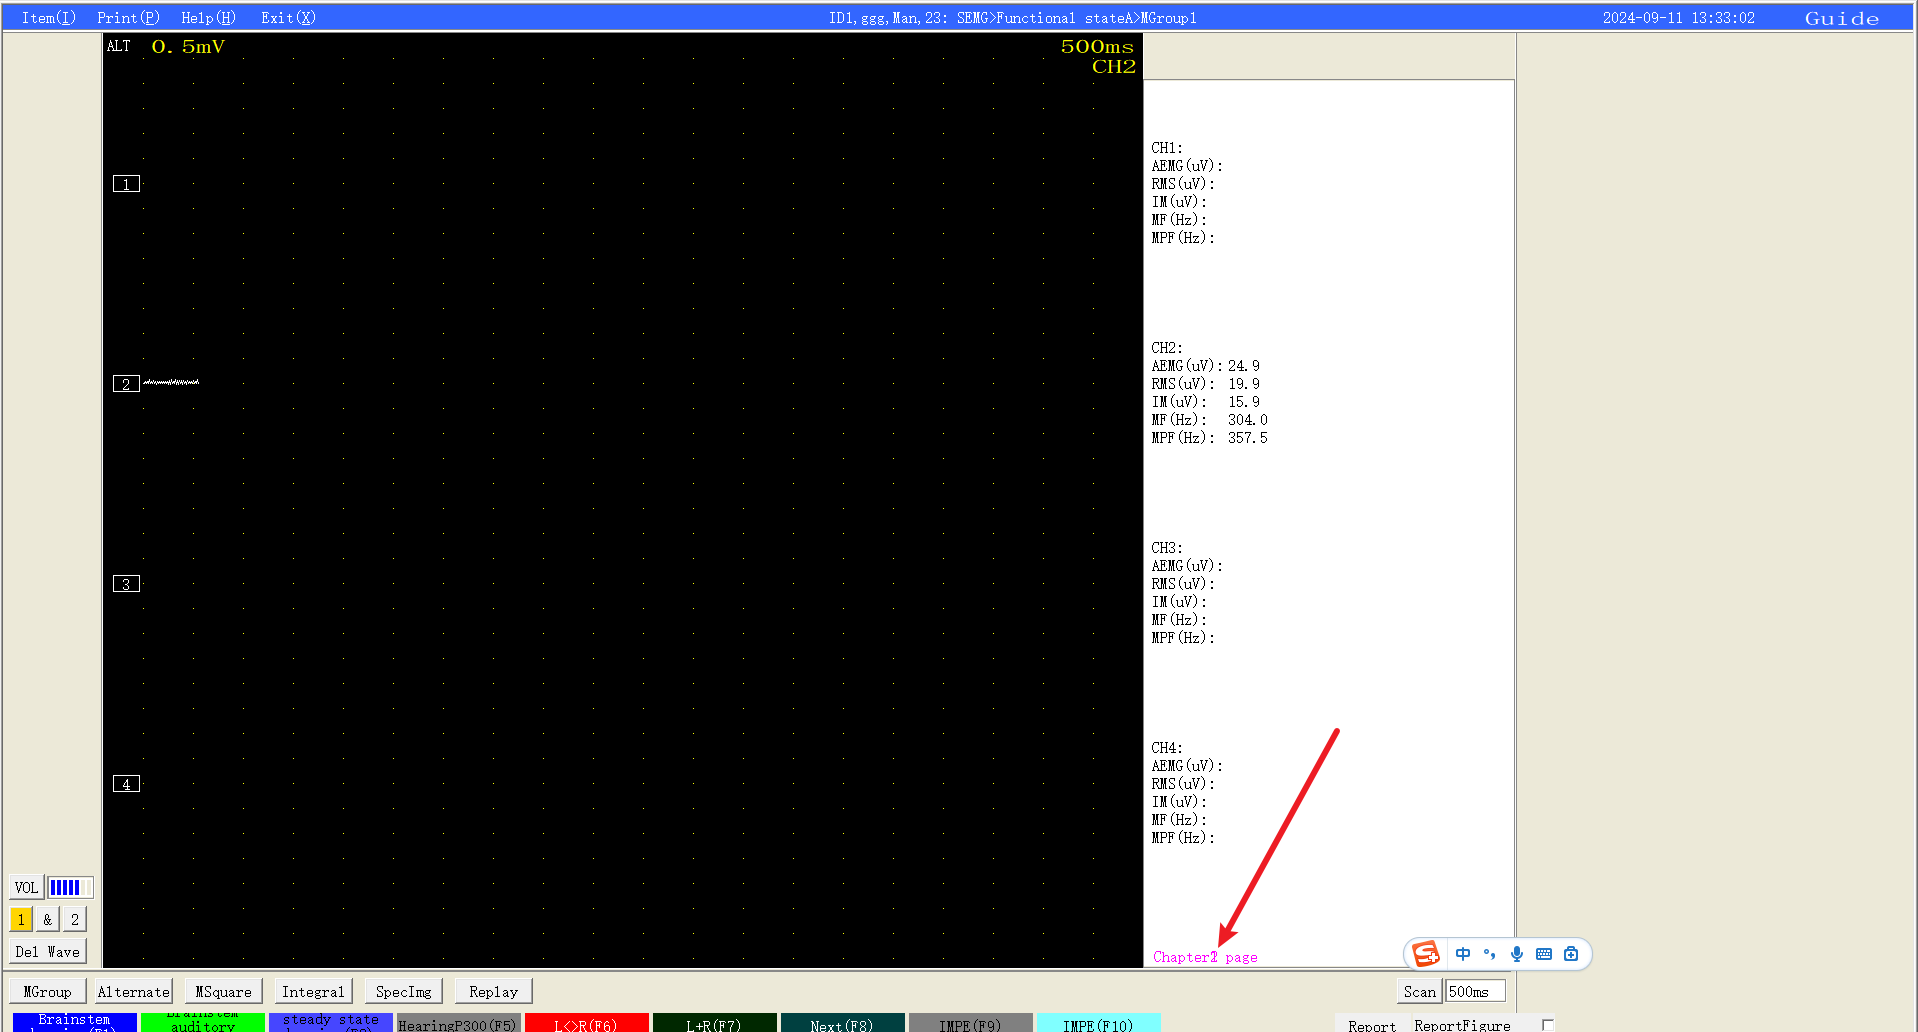 Item(I) Print(P) Help(H) Exit(X) ID1,ggg,Man,23: SEMG>Functional stateA>MGroup1 2024-09-11 13:33:02 Guide
ALT 0.5mV 500ms
CH2
1
2
3
4
CH1:
AEMG(uV):
RMS(uV):
IM(uV):
MF(Hz):
MPF(Hz):
CH2:
AEMG(uV): 24.9
RMS(uV): 19.9
IM(uV): 15.9
MF(Hz): 304.0
MPF(Hz): 357.5
CH3:
AEMG(uV):
RMS(uV):
IM(uV):
MF(Hz):
MPF(Hz):
CH4:
AEMG(uV):
RMS(uV):
IM(uV):
MF(Hz):
MPF(Hz):
VOL
1 & 2
Del Wave
Chapter page
中
MGroup Alternate MSquare Integral SpecImg Replay Scan 500ms
Brainstem
Brainstem
auditory
steady state
HearingP300(F5) L<>R(F6) L+R(F7) Next(F8) IMPE(F9) IMPE(F10) Report ReportFigure